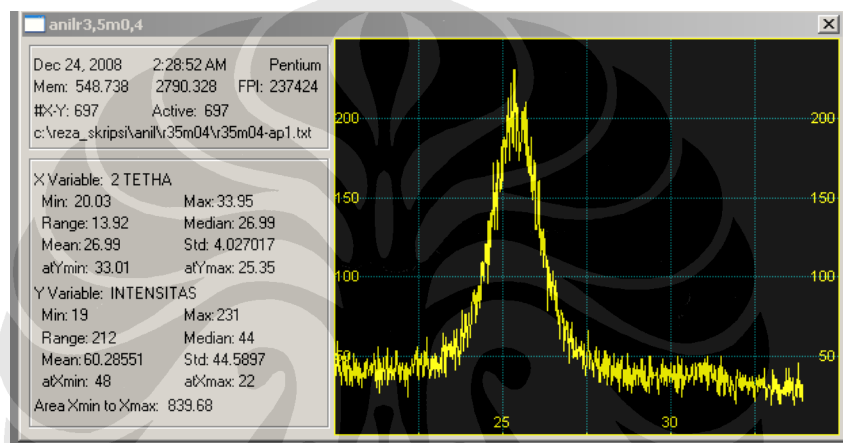 anilr3,5m0,4
Dec 24, 2008 2:28:52 AM Pentium
Mem: 548.738 2790.328 FPI: 237424
#X-Y: 697 Active: 697
c:\reza_skripsi\anil\r35m04\r35m04-ap1.txt
X Variable: 2 TETHA
Min: 20.03 Max: 33.95
Range: 13.92 Median: 26.99
Mean: 26.99 Std: 4.027017
atYmin: 33.01 atYmax: 25.35
Y Variable: INTENSITAS
Min: 19 Max: 231
Range: 212 Median: 44
Mean: 60.28551 Std: 44.5897
atXmin: 48 atXmax: 22
Area Xmin to Xmax: 839.68
200 200
150 150
100 100
50 50
25 30